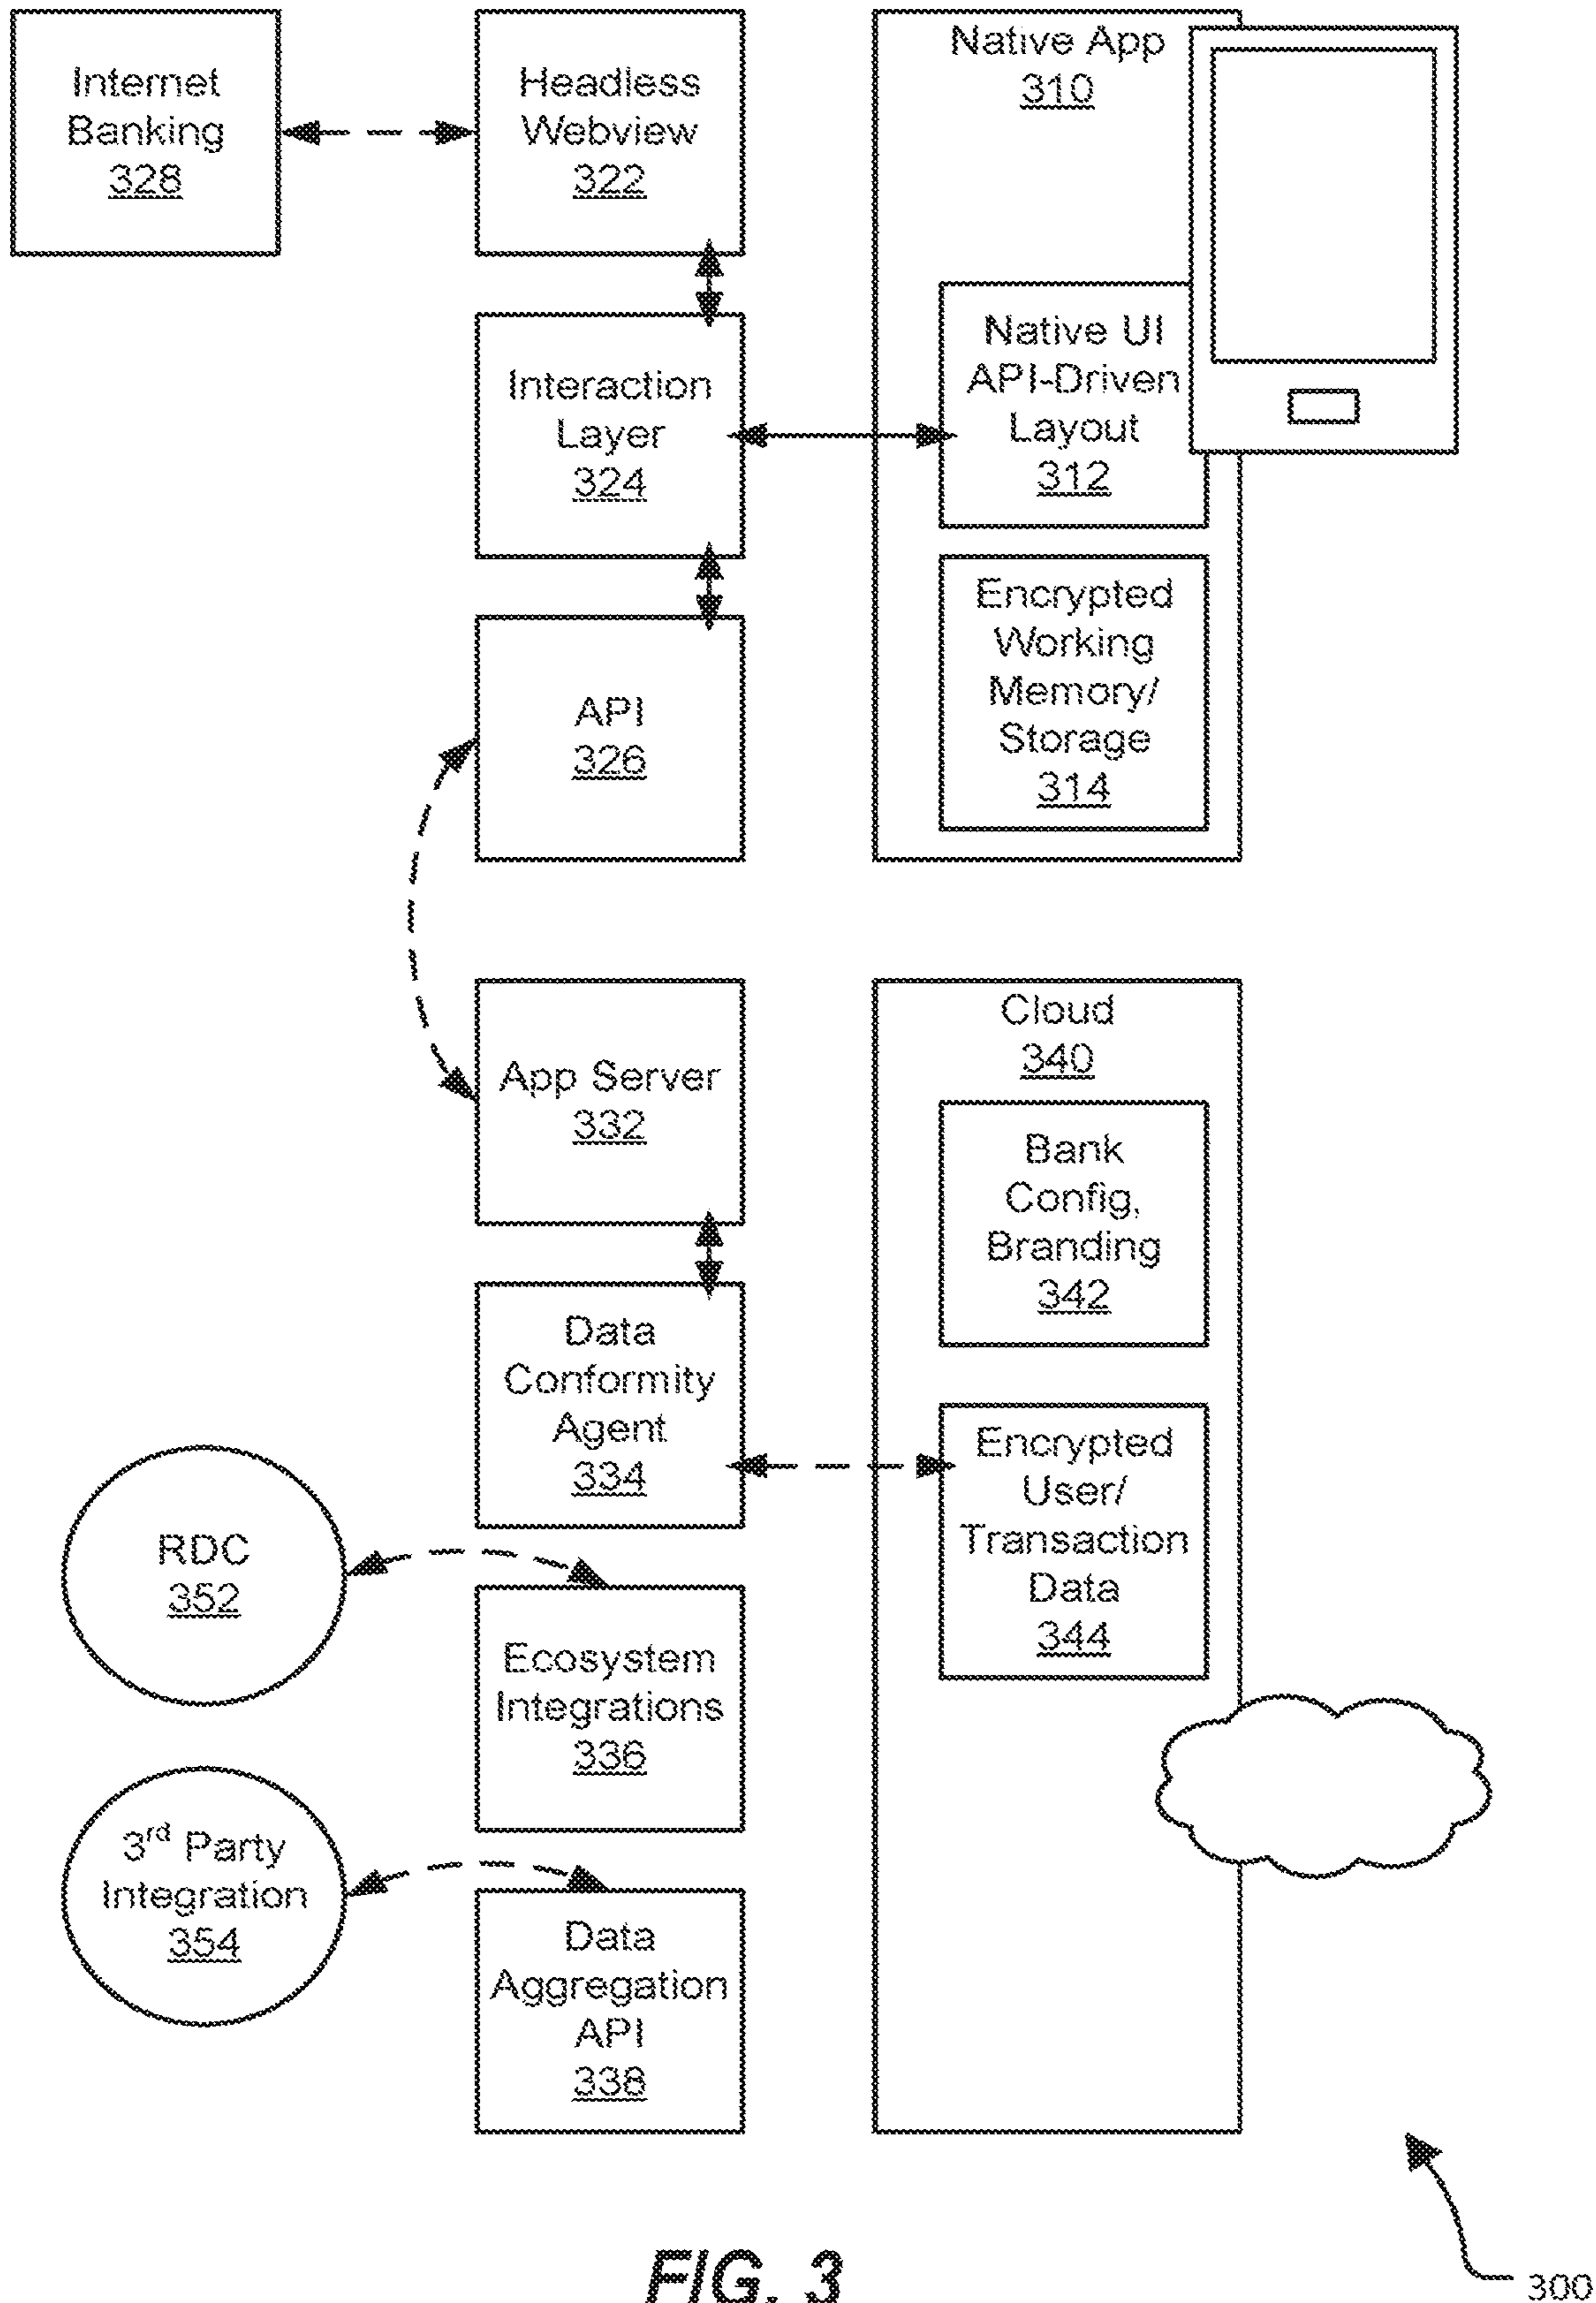 Internet
Banking
328
Headless
Webview
322
Native App
310
Interaction
Layer
324
Native UI
API-Driven
Layout
312
Encrypted
Working
Memory/
Storage
314
API
326
App Server
332
Cloud
340
Bank
Config,
Branding
342
Data
Conformity
Agent
334
Encrypted
User/
Transaction
Data
344
RDC
352
Ecosystem
Integrations
336
3rd Party
Integration
354
Data
Aggregation
API
338
FIG. 3
300